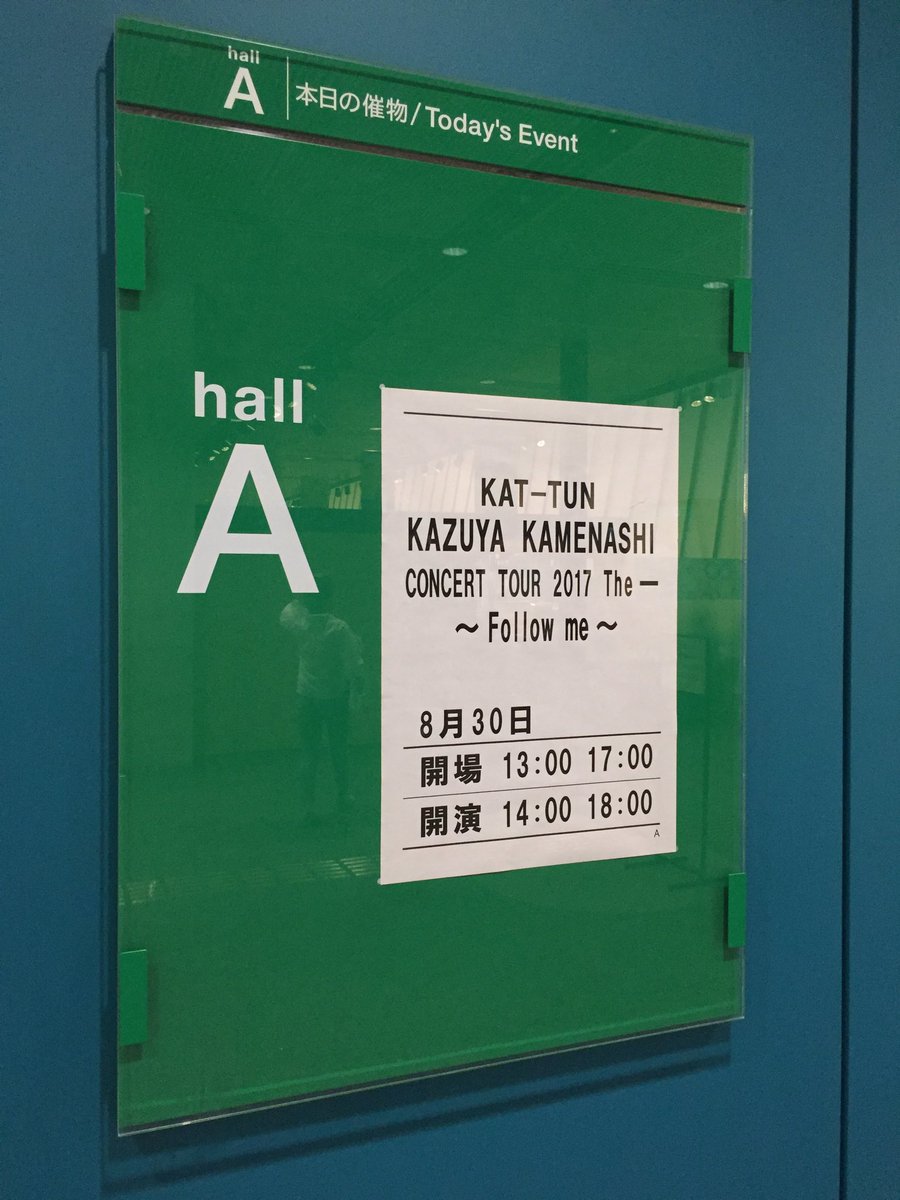 hall
A
本日の催物/Today's Event
hall
A
KAT-TUN
KAZUYA KAMENASHI
CONCERT TOUR 2017 The ー
～Follow me～
8月30日
開場 13:00 17:00
開演 14:00 18:00
A